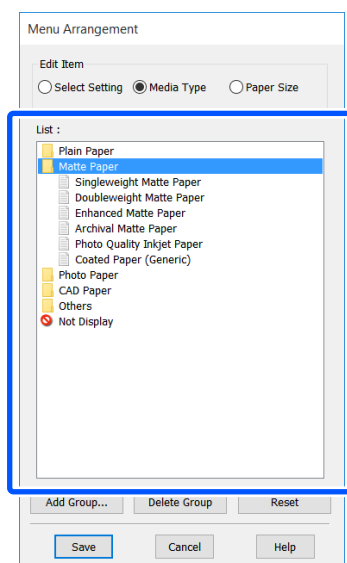 Menu Arrangement
Edit Item
Select Setting Media Type Paper Size
List :
Plain Paper
Matte Paper
Singleweight Matte Paper
Doubleweight Matte Paper
Enhanced Matte Paper
Archival Matte Paper
Photo Quality Inkjet Paper
Coated Paper (Generic)
Photo Paper
CAD Paper
Others
Not Display
Add Group... Delete Group Reset
Save Cancel Help